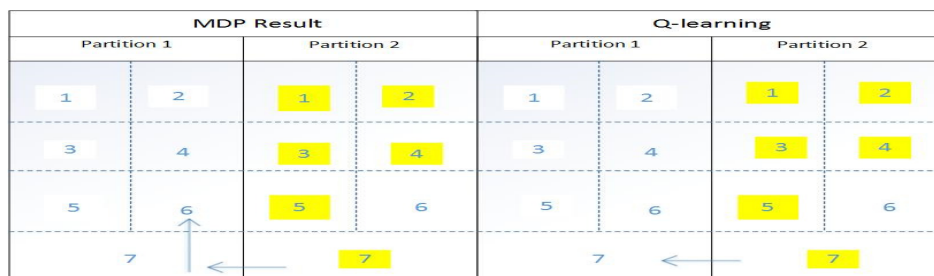 MDP Result Q-learning
Partition 1 Partition 2 Partition 1 Partition 2
1 2 1 2 1 2 1 2
3 4 3 4 3 4 3 4
5 6 5 6 5 6 5 6
7 7 7 7